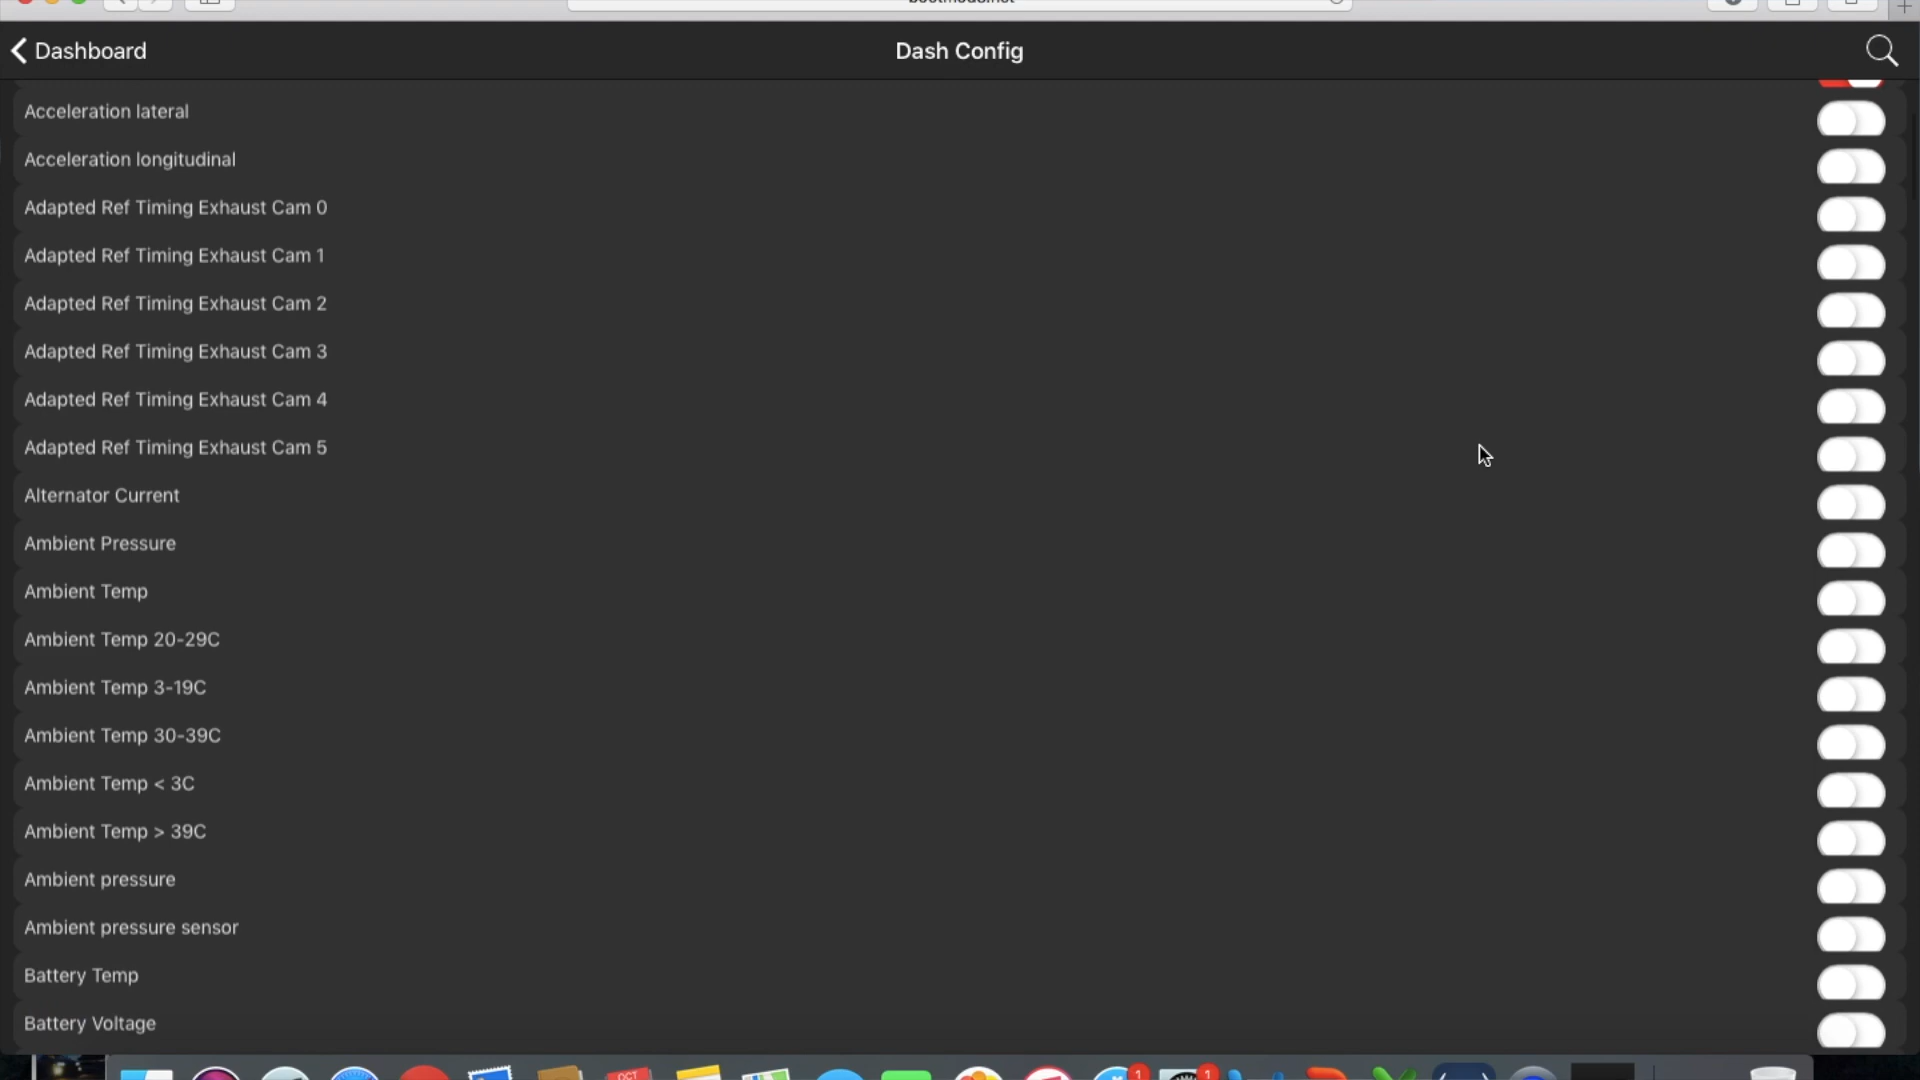 Dashboard
Dash Config
Acceleration lateral
Acceleration longitudinal
Adapted Ref Timing Exhaust Cam 0
Adapted Ref Timing Exhaust Cam 1
Adapted Ref Timing Exhaust Cam 2
Adapted Ref Timing Exhaust Cam 3
Adapted Ref Timing Exhaust Cam 4
Adapted Ref Timing Exhaust Cam 5
Alternator Current
Ambient Pressure
Ambient Temp
Ambient Temp 20-29C
Ambient Temp 3-19C
Ambient Temp 30-39C
Ambient Temp < 3C
Ambient Temp > 39C
Ambient pressure
Ambient pressure sensor
Battery Temp
Battery Voltage
OCT
1
1